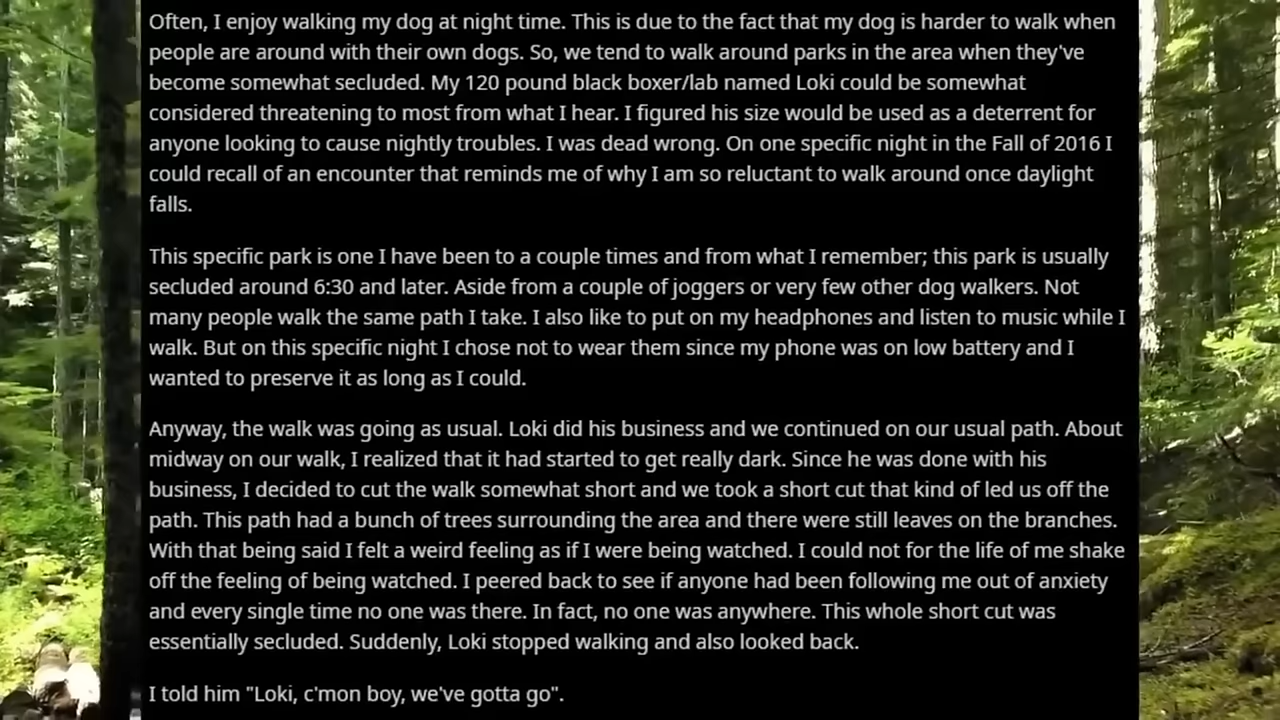 Often, I enjoy walking my dog at night time. This is due to the fact that my dog is harder to walk when
people are around with their own dogs. So, we tend to walk around parks in the area when they've
become somewhat secluded. My 120 pound black boxer/lab named Loki could be somewhat
considered threatening to most from what I hear. I figured his size would be used as a deterrent for
anyone looking to cause nightly troubles. I was dead wrong. On one specific night in the Fall of 2016 I
could recall of an encounter that reminds me of why I am so reluctant to walk around once daylight
falls.
This specific park is one I have been to a couple times and from what I remember; this park is usually
secluded around 6:30 and later. Aside from a couple of joggers or very few other dog walkers. Not
many people walk the same path I take. I also like to put on my headphones and listen to music while I
walk. But on this specific night I chose not to wear them since my phone was on low battery and I
wanted to preserve it as long as I could.
Anyway, the walk was going as usual. Loki did his business and we continued on our usual path. About
midway on our walk, I realized that it had started to get really dark. Since he was done with his
business, I decided to cut the walk somewhat short and we took a short cut that kind of led us off the
path. This path had a bunch of trees surrounding the area and there were still leaves on the branches.
With that being said I felt a weird feeling as if I were being watched. I could not for the life of me shake
off the feeling of being watched. I peered back to see if anyone had been following me out of anxiety
and every single time no one was there. In fact, no one was anywhere. This whole short cut was
essentially secluded. Suddenly, Loki stopped walking and also looked back.
I told him "Loki, c'mon boy, we've gotta go".